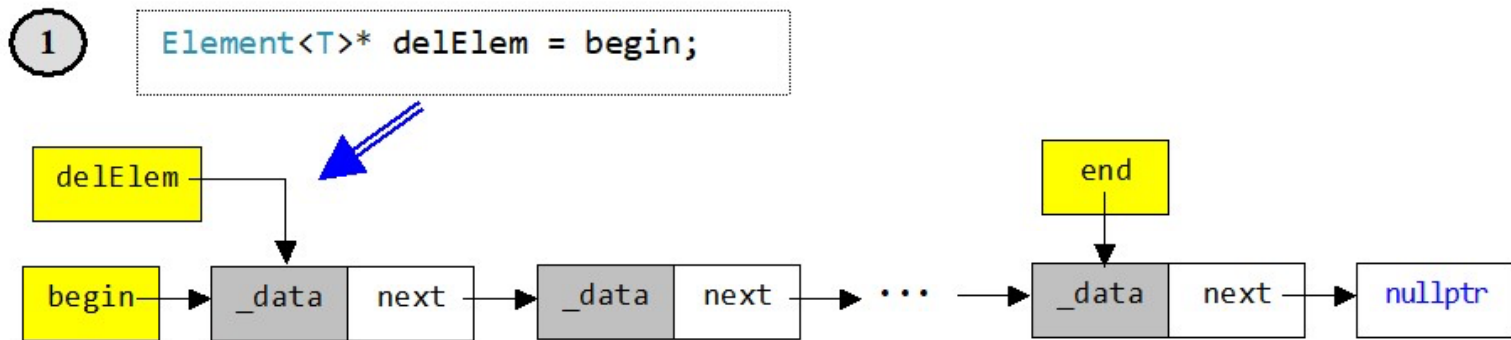 1
Element<T>* delElem = begin;
delElem
end
begin
_data next
_data next
...
_data next
nullptr